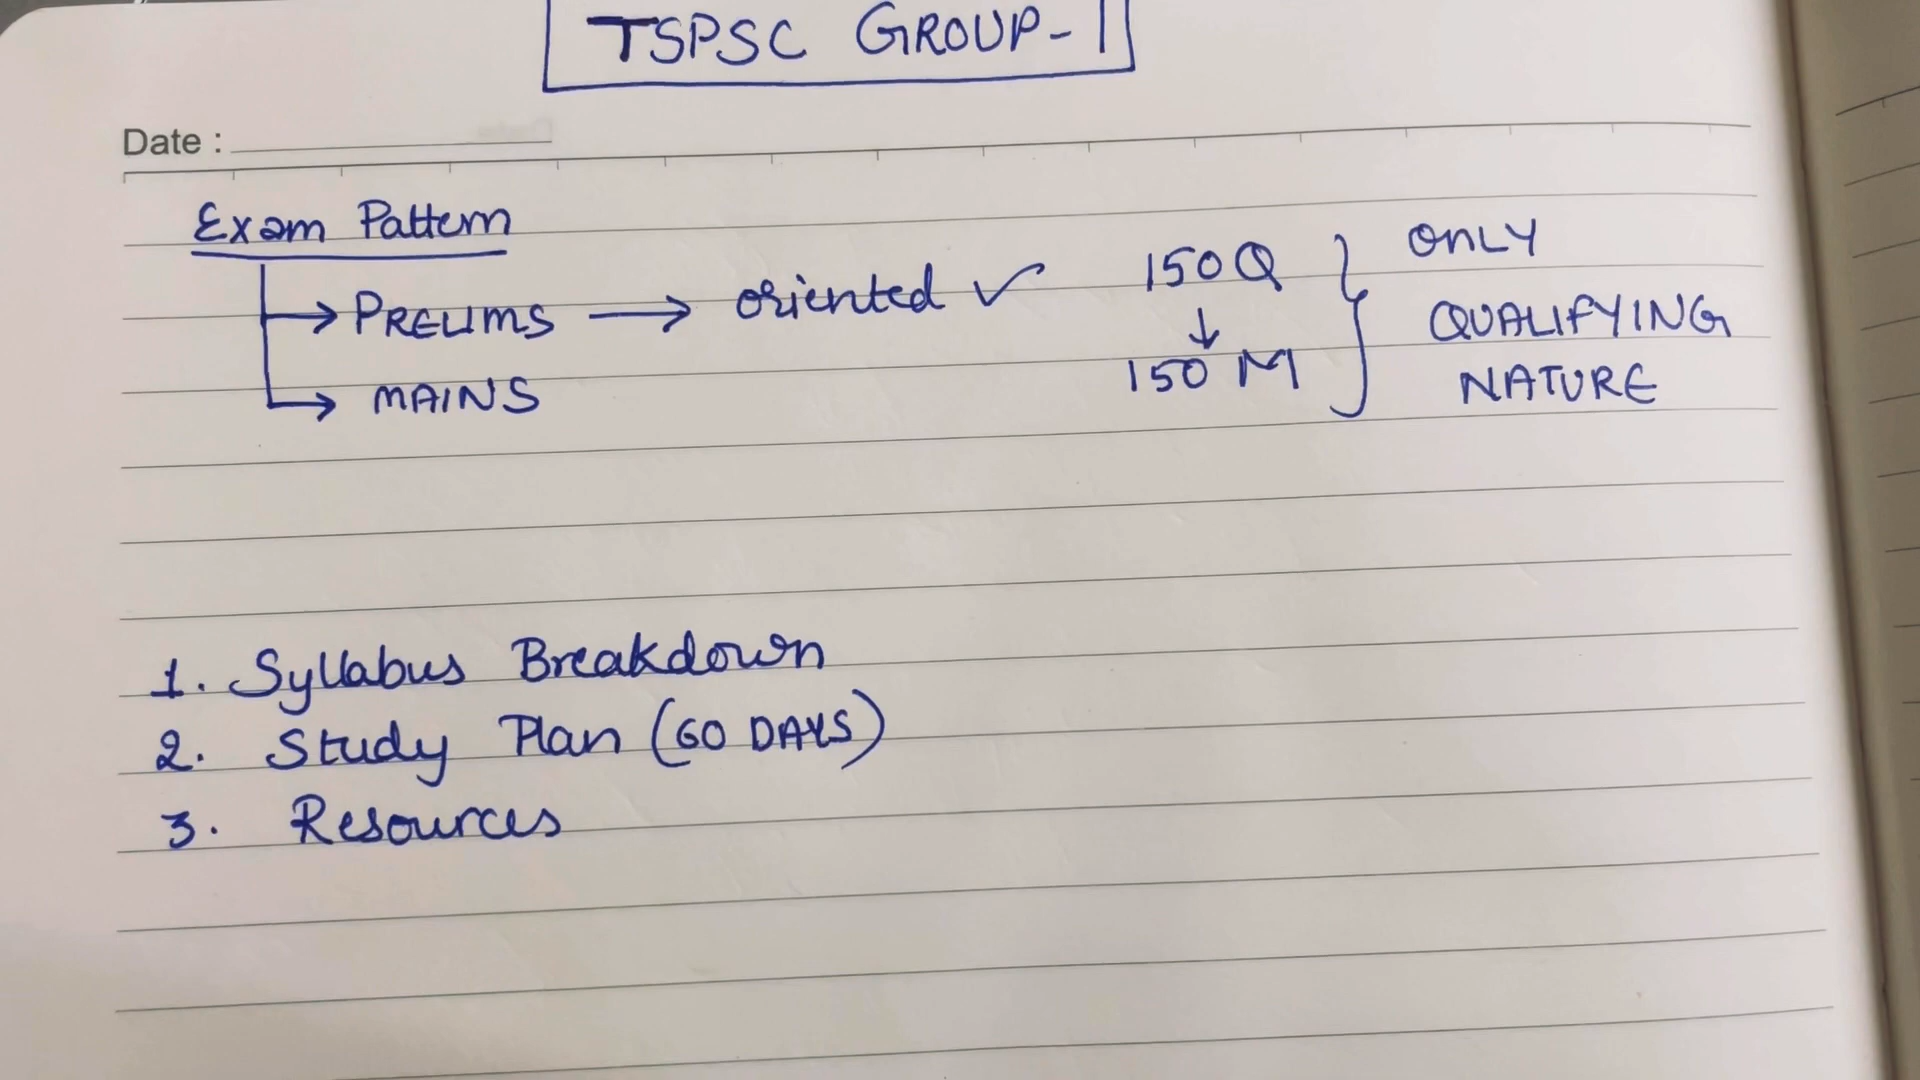 TSPSC GROUP-1
Date :
Exam Pattern
→ PRELIMS → oriented ✓ 150Q } ONLY
↓ QUALIFYING
→ MAINS 150 M NATURE
1. Syllabus Breakdown
2. Study Plan (60 DAYS)
3. Resources